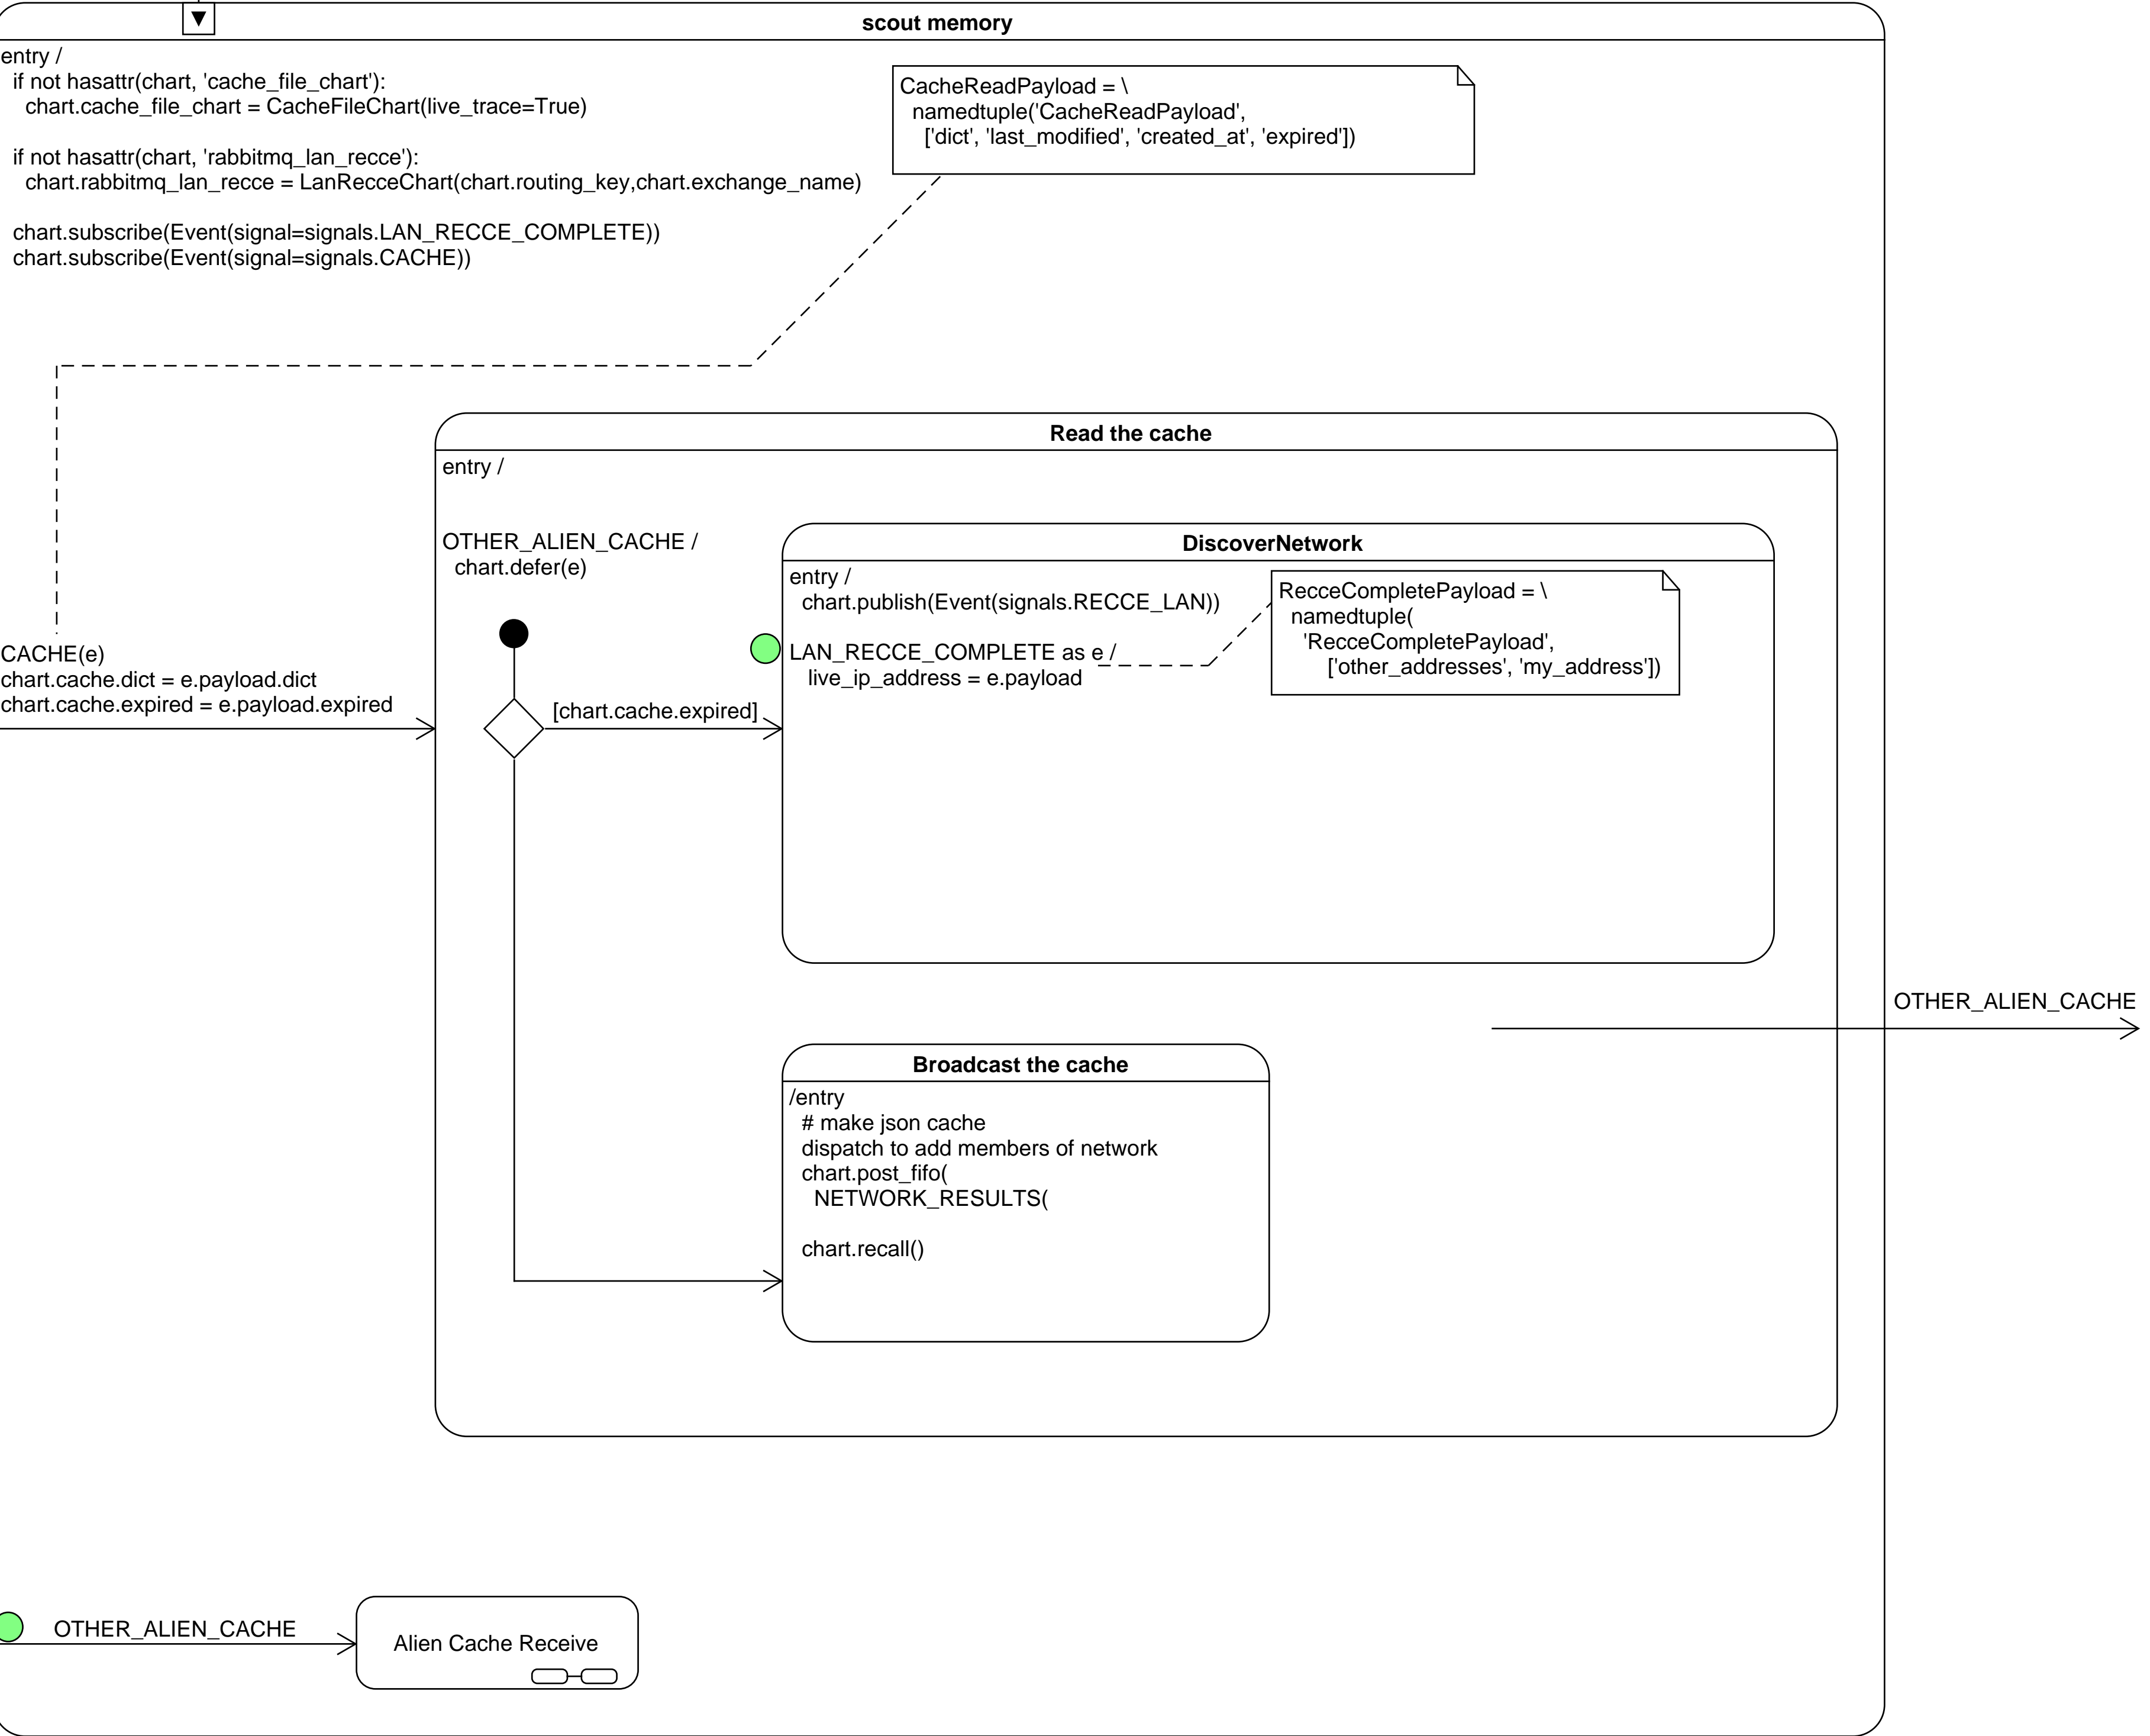 scout memory
entry /
if not hasattr(chart, 'cache_file_chart'):
chart.cache_file_chart = CacheFileChart(live_trace=True)
if not hasattr(chart, 'rabbitmq_lan_recce'):
chart.rabbitmq_lan_recce = LanRecceChart(chart.routing_key,chart.exchange_name)
chart.subscribe(Event(signal=signals.LAN_RECCE_COMPLETE))
chart.subscribe(Event(signal=signals.CACHE))
CacheReadPayload = \
namedtuple('CacheReadPayload',
['dict', 'last_modified', 'created_at', 'expired'])
Read the cache
entry /
OTHER_ALIEN_CACHE /
chart.defer(e)
DiscoverNetwork
entry /
chart.publish(Event(signals.RECCE_LAN))
LAN_RECCE_COMPLETE as e /
live_ip_address = e.payload
RecceCompletePayload = \
namedtuple(
'RecceCompletePayload',
['other_addresses', 'my_address'])
CACHE(e)
chart.cache.dict = e.payload.dict
chart.cache.expired = e.payload.expired
[chart.cache.expired]
OTHER_ALIEN_CACHE
Broadcast the cache
/entry
# make json cache
dispatch to add members of network
chart.post_fifo(
NETWORK_RESULTS(
chart.recall()
OTHER_ALIEN_CACHE
Alien Cache Receive